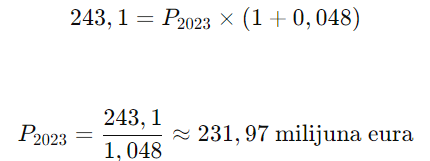 243,1 = P₂₀₂₃ × (1 + 0,048)
P₂₀₂₃ = 243,1 / 1,048 ≈ 231,97 milijuna eura